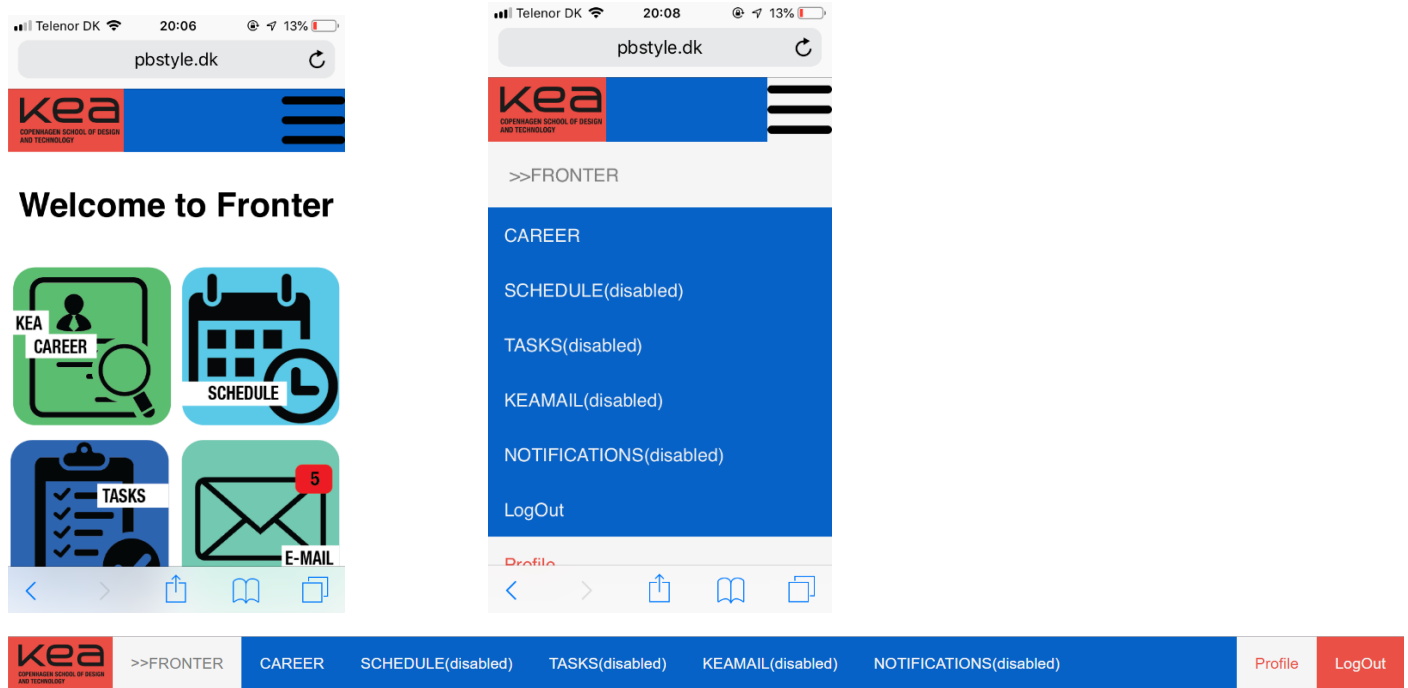 Telenor DK 20:06 13%
pbstyle.dk
Kea
COPENHAGEN SCHOOL OF DESIGN
AND TECHNOLOGY
Welcome to Fronter
KEA
CAREER
SCHEDULE
TASKS
5
E-MAIL
Telenor DK 20:08 13%
pbstyle.dk
Kea
COPENHAGEN SCHOOL OF DESIGN
AND TECHNOLOGY
>>FRONTER
CAREER
SCHEDULE(disabled)
TASKS(disabled)
KEAMAIL(disabled)
NOTIFICATIONS(disabled)
LogOut
Profile
Kea
COPENHAGEN SCHOOL OF DESIGN
AND TECHNOLOGY
>>FRONTER CAREER SCHEDULE(disabled) TASKS(disabled) KEAMAIL(disabled) NOTIFICATIONS(disabled) Profile LogOut